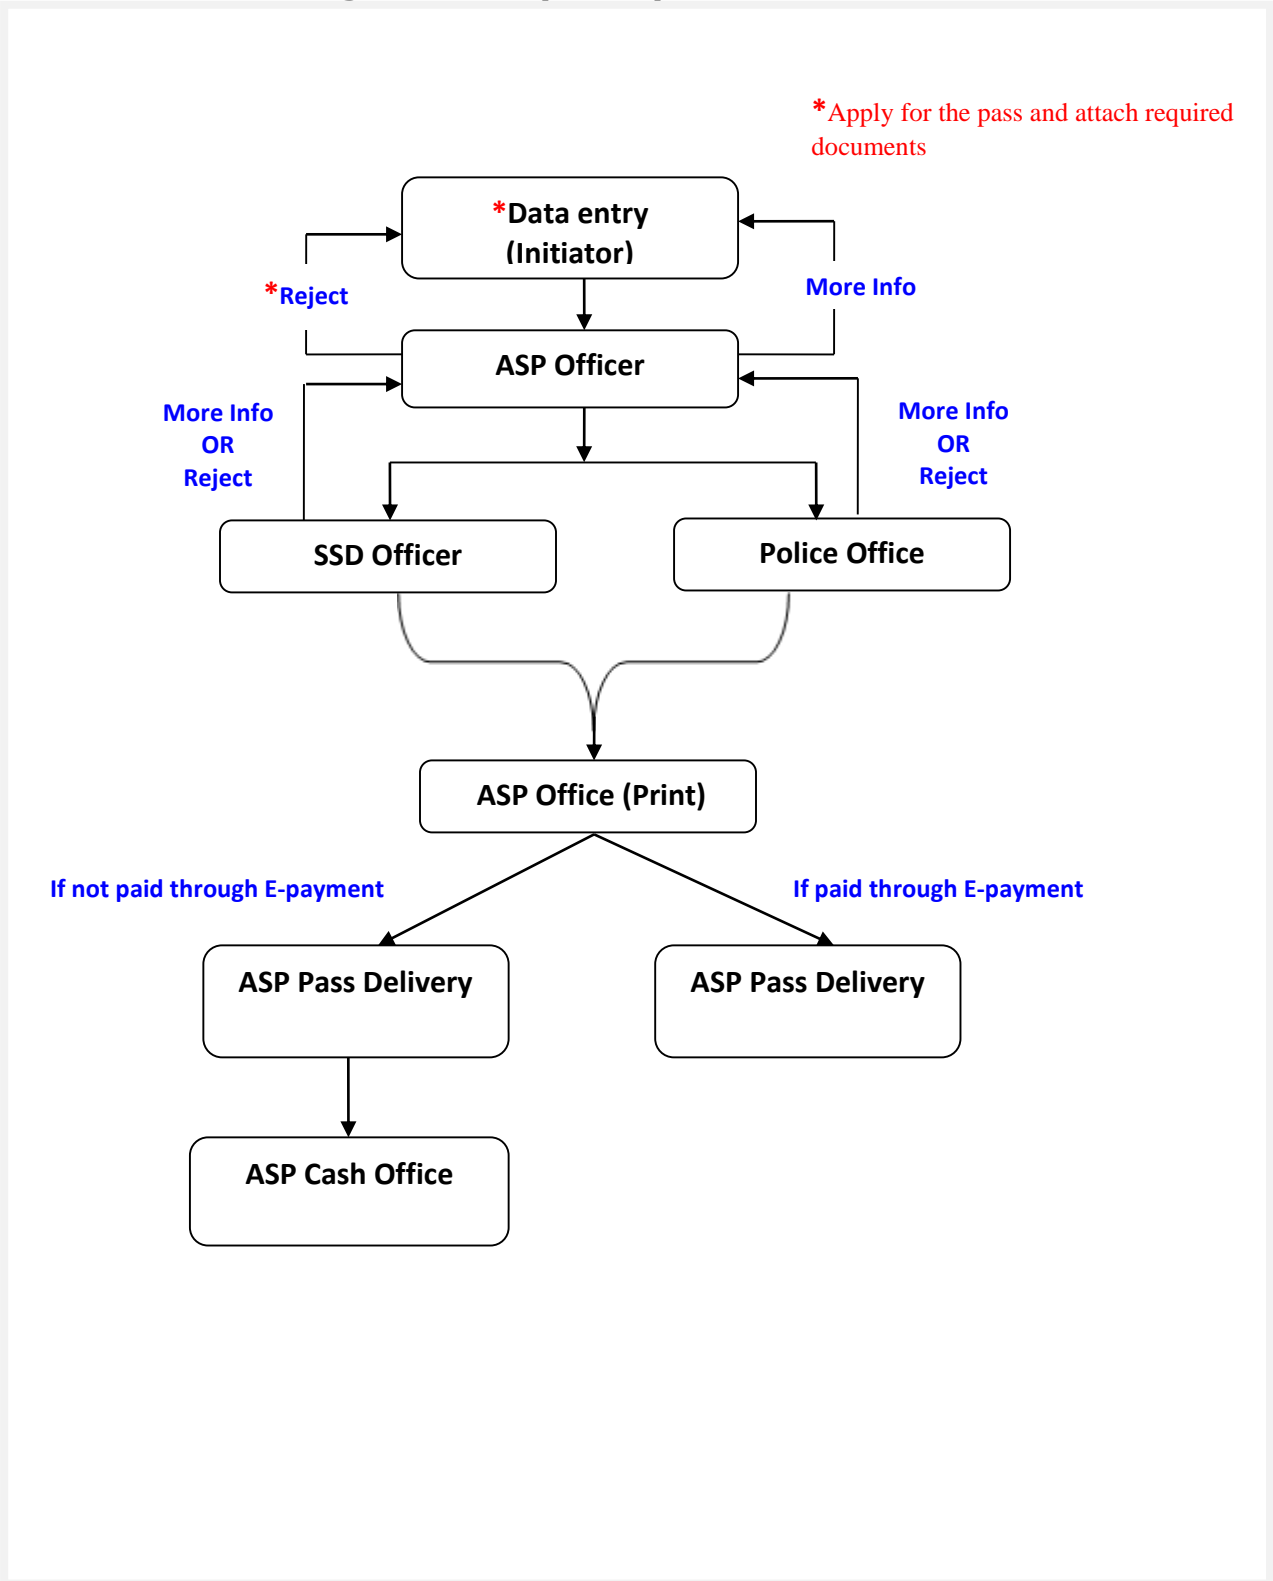 *Apply for the pass and attach required
documents
*Data entry
(Initiator)
*Reject
More Info
ASP Officer
More Info
OR
Reject
More Info
OR
Reject
SSD Officer
Police Office
ASP Office (Print)
If not paid through E-payment
If paid through E-payment
ASP Pass Delivery
ASP Pass Delivery
ASP Cash Office